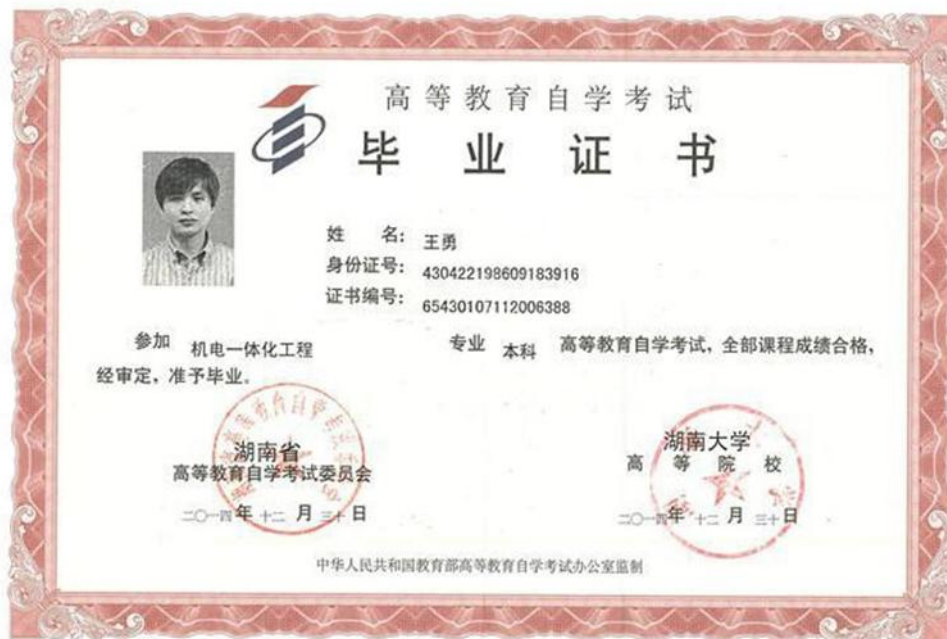 高等教育自学考试
毕业证书
姓 名: 王勇
身份证号: 430422198609183916
证书编号: 65430107112006388
参加 机电一体化工程 专业 本科 高等教育自学考试, 全部课程成绩合格,
经审定, 准予毕业。
湖南省
高等教育自学考试委员会
二〇一四年 十二 月 三十 日
湖南大学
高等院校
二〇一四年 十二 月 三十 日
中华人民共和国教育部高等教育自学考试办公室监制